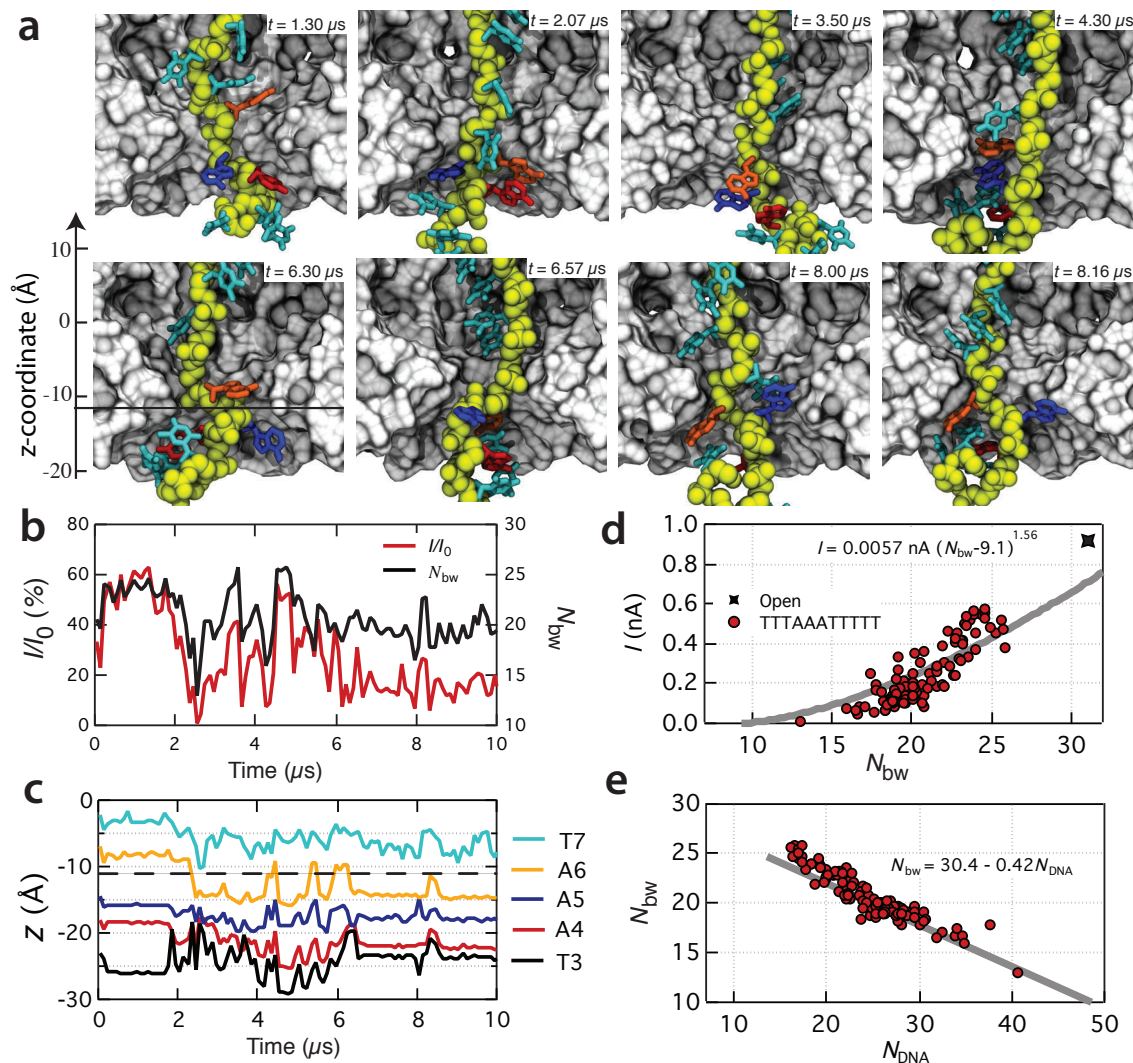 a
t = 1.30 µs
t = 2.07 µs
t = 3.50 µs
t = 4.30 µs
z-coordinate (Å)
10
0
-10
-20
t = 6.30 µs
t = 6.57 µs
t = 8.00 µs
t = 8.16 µs
b
80
60
40
20
0
I/I0 (%)
I/I0
Nbw
30
25
20
15
10
Nbw
0
2
4
6
8
10
Time (µs)
c
0
-10
-20
-30
Z (Å)
T7
A6
A5
A4
T3
0
2
4
6
8
10
Time (µs)
d
1.0
0.8
0.6
0.4
0.2
0.0
I (nA)
I = 0.0057 nA (Nbw-9.1)^1.56
Open
TTTAAATTTTT
10
15
20
25
30
Nbw
e
30
25
20
15
10
Nbw
Nbw = 30.4 - 0.42NDNA
10
20
30
40
50
NDNA